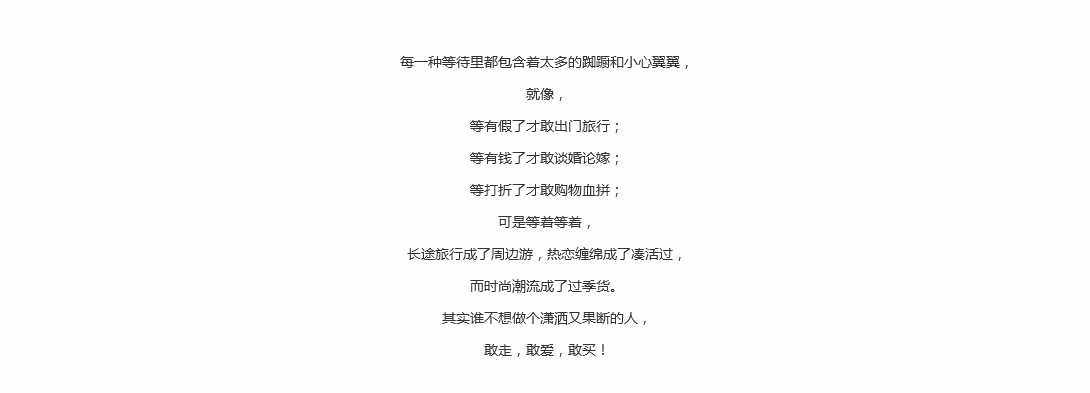 每一种等待里都包含着太多的踟蹰和小心翼翼，
就像，
等有假了才敢出门旅行；
等有钱了才敢谈婚论嫁；
等打折了才敢购物血拼；
可是等着等着，
长途旅行成了周边游，热恋缠绵成了凑活过，
而时尚潮流成了过季货。
其实谁不想做个潇洒又果断的人，
敢走，敢爱，敢买！